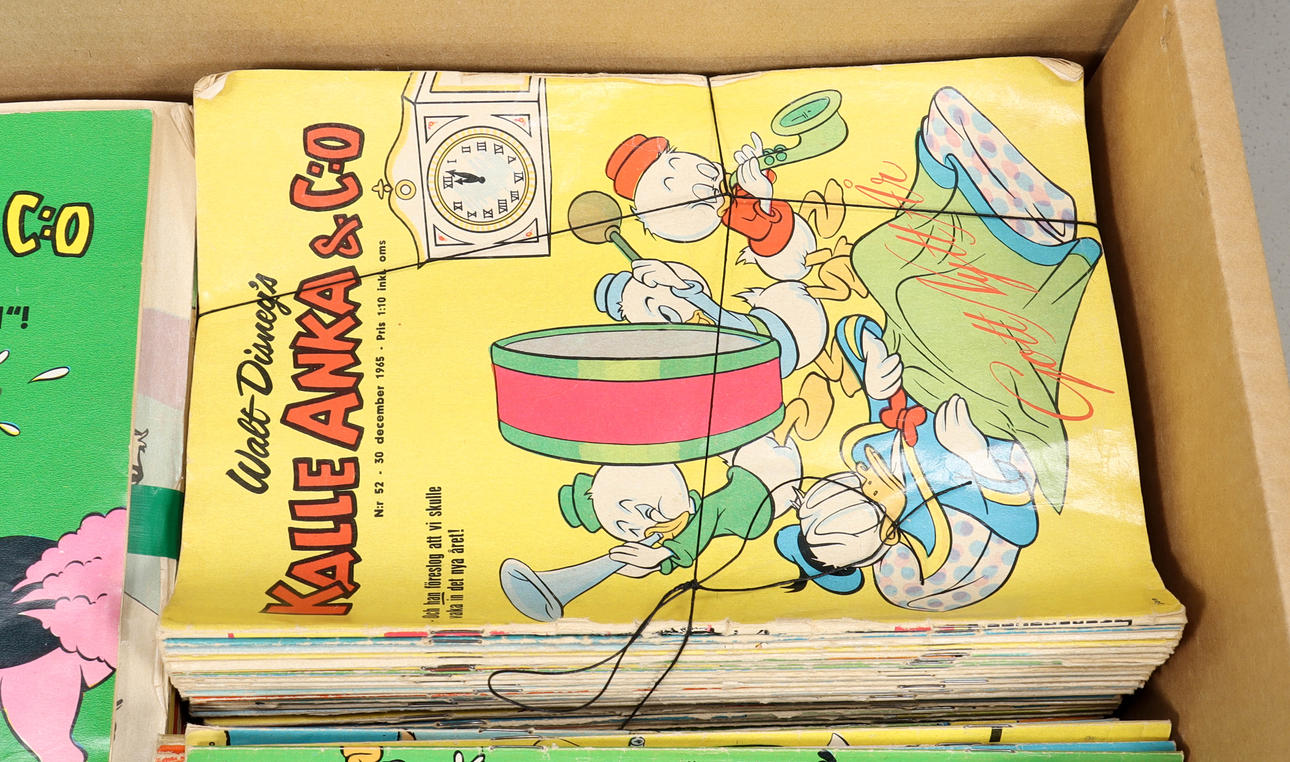 Walt Disney's
KALLE ANKA & C:O
N:r 52 - 30 december 1965 - Pris 1:10 inkl. oms
- och han föreslog att vi skulle
vaka in det nya året!
Gott Nytt År
C:O